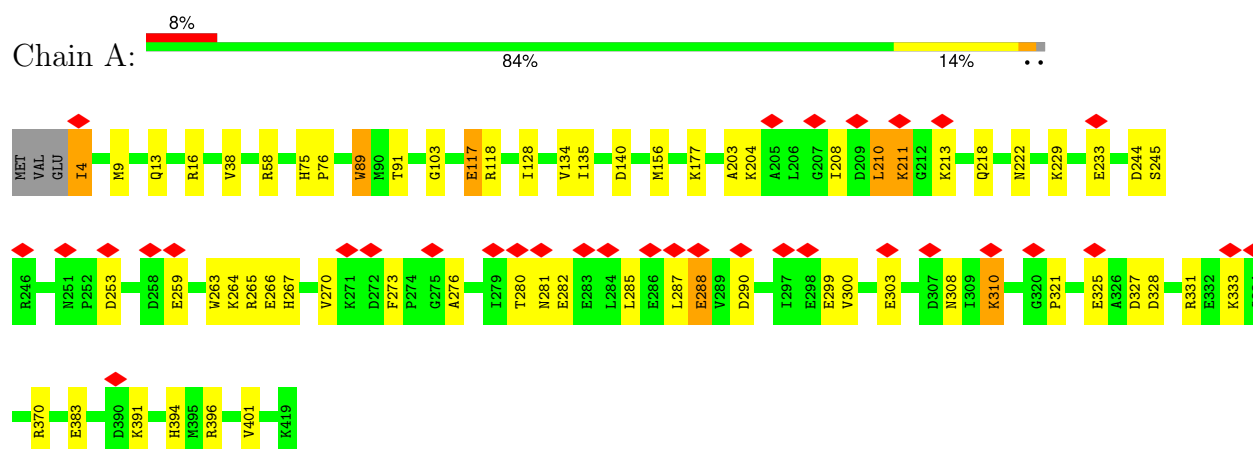 8%
Chain A:
84% 14% • •
MET VAL GLU I4 M9 Q13 R16 V38 R58 H75 P76 W89 M90 T91 G103 E117 R118 I128 V134 I135 D140 M156 K177 A203 K204 A205 L206 G207 I208 D209 L210 K211 G212 K213 Q218 N222 K229 E233 D244 S245
R246 N251 P252 D253 D258 E259 W263 K264 R265 E266 H267 V270 K271 D272 F273 P274 G275 A276 I279 T280 N281 E282 E283 L284 L285 E286 L287 E288 V289 D290 I297 E298 E299 V300 E303 D307 N308 I309 K310 G320 P321 E325 A326 D327 D328 R331 E332 K333
R370 E383 D390 K391 H394 M395 R396 V401 K419